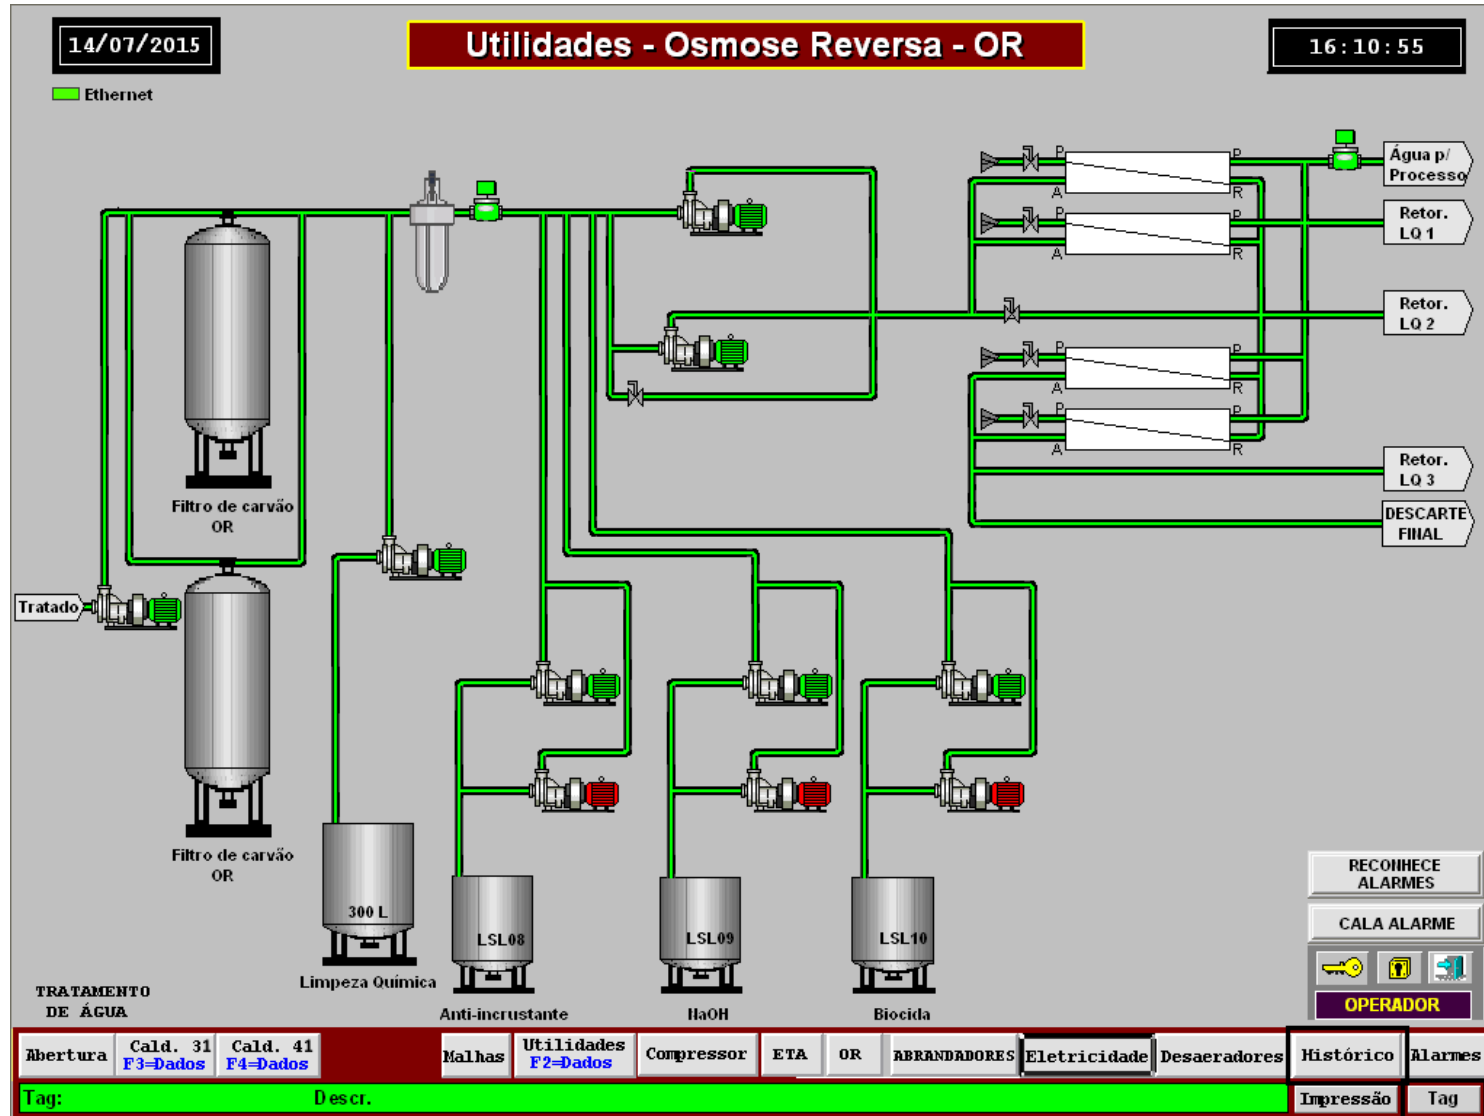 14/07/2015
Utilidades - Osmose Reversa - OR
16:10:55
Ethernet
Água p/
Processo
Retor.
LQ 1
Retor.
LQ 2
Retor.
LQ 3
DESCARTE
FINAL
P
P
A
R
P
P
A
R
P
P
A
R
P
P
A
R
Filtro de carvão
OR
Tratado
Filtro de carvão
OR
300 L
Limpeza Química
LSL08
Anti-incrustante
LSL09
NaOH
LSL10
Biocida
RECONHECE
ALARMES
CALA ALARME
OPERADOR
TRATAMENTO
DE ÁGUA
Abertura
Cald. 31
F3=Dados
Cald. 41
F4=Dados
Malhas
Utilidades
F2=Dados
Compressor
ETA
OR
ABRANDADORES
Eletricidade
Desaeradores
Histórico
Alarmes
Tag:
Descr.
Impressão
Tag